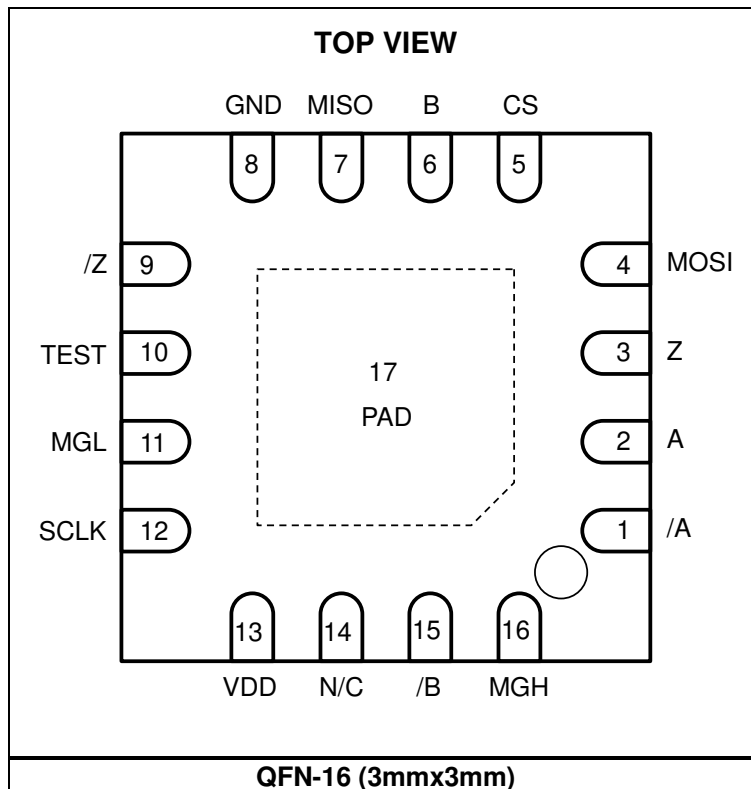 TOP VIEW
GND MISO B CS
8 7 6 5
/Z 9 4 MOSI
TEST 10 3 Z
17
PAD
MGL 11 2 A
SCLK 12 1 /A
13 14 15 16
VDD N/C /B MGH
QFN-16 (3mmx3mm)